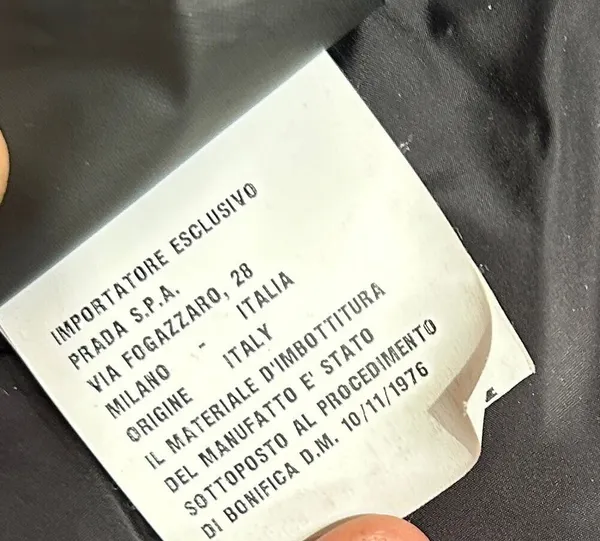 IMPORTATORE ESCLUSIVO
PRADA S.P.A.
VIA FOGAZZARO, 28
MILANO - ITALIA
ORIGINE ITALY
IL MATERIALE D'IMBOTTITURA
DEL MANUFATTO E' STATO
SOTTOPOSTO AL PROCEDIMENTO
DI BONIFICA D.M. 10/11/1976